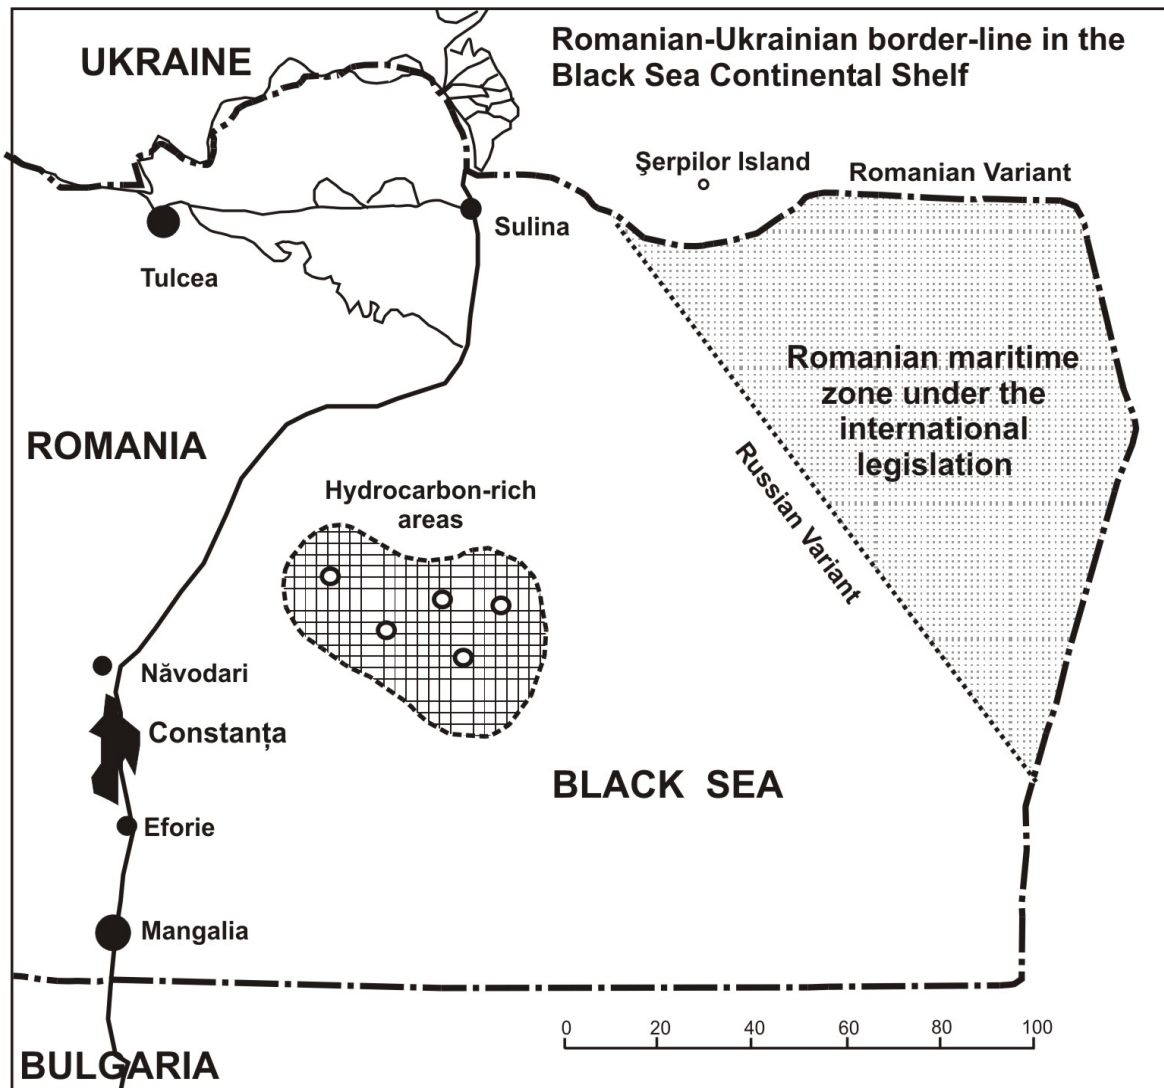 UKRAINE
Romanian-Ukrainian border-line in the
Black Sea Continental Shelf
Şerpilor Island
Romanian Variant
Sulina
Tulcea
Romanian maritime
zone under the
international
legislation
ROMANIA
Russian Variant
Hydrocarbon-rich
areas
Năvodari
Constanța
BLACK SEA
Eforie
Mangalia
0 20 40 60 80 100
BULGARIA